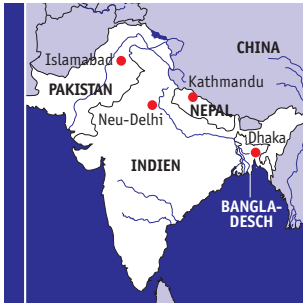 CHINA
Islamabad
PAKISTAN
Kathmandu
NEPAL
Neu-Delhi
Dhaka
INDIEN
BANGLA-
DESCH